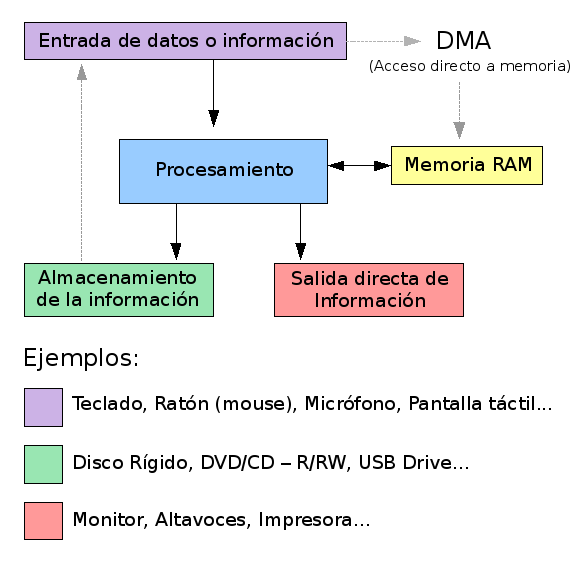 Entrada de datos o información
DMA
(Acceso directo a memoria)
Procesamiento
Memoria RAM
Almacenamiento
de la información
Salida directa de
Información
Ejemplos:
Teclado, Ratón (mouse), Micrófono, Pantalla táctil...
Disco Rígido, DVD/CD – R/RW, USB Drive...
Monitor, Altavoces, Impresora...